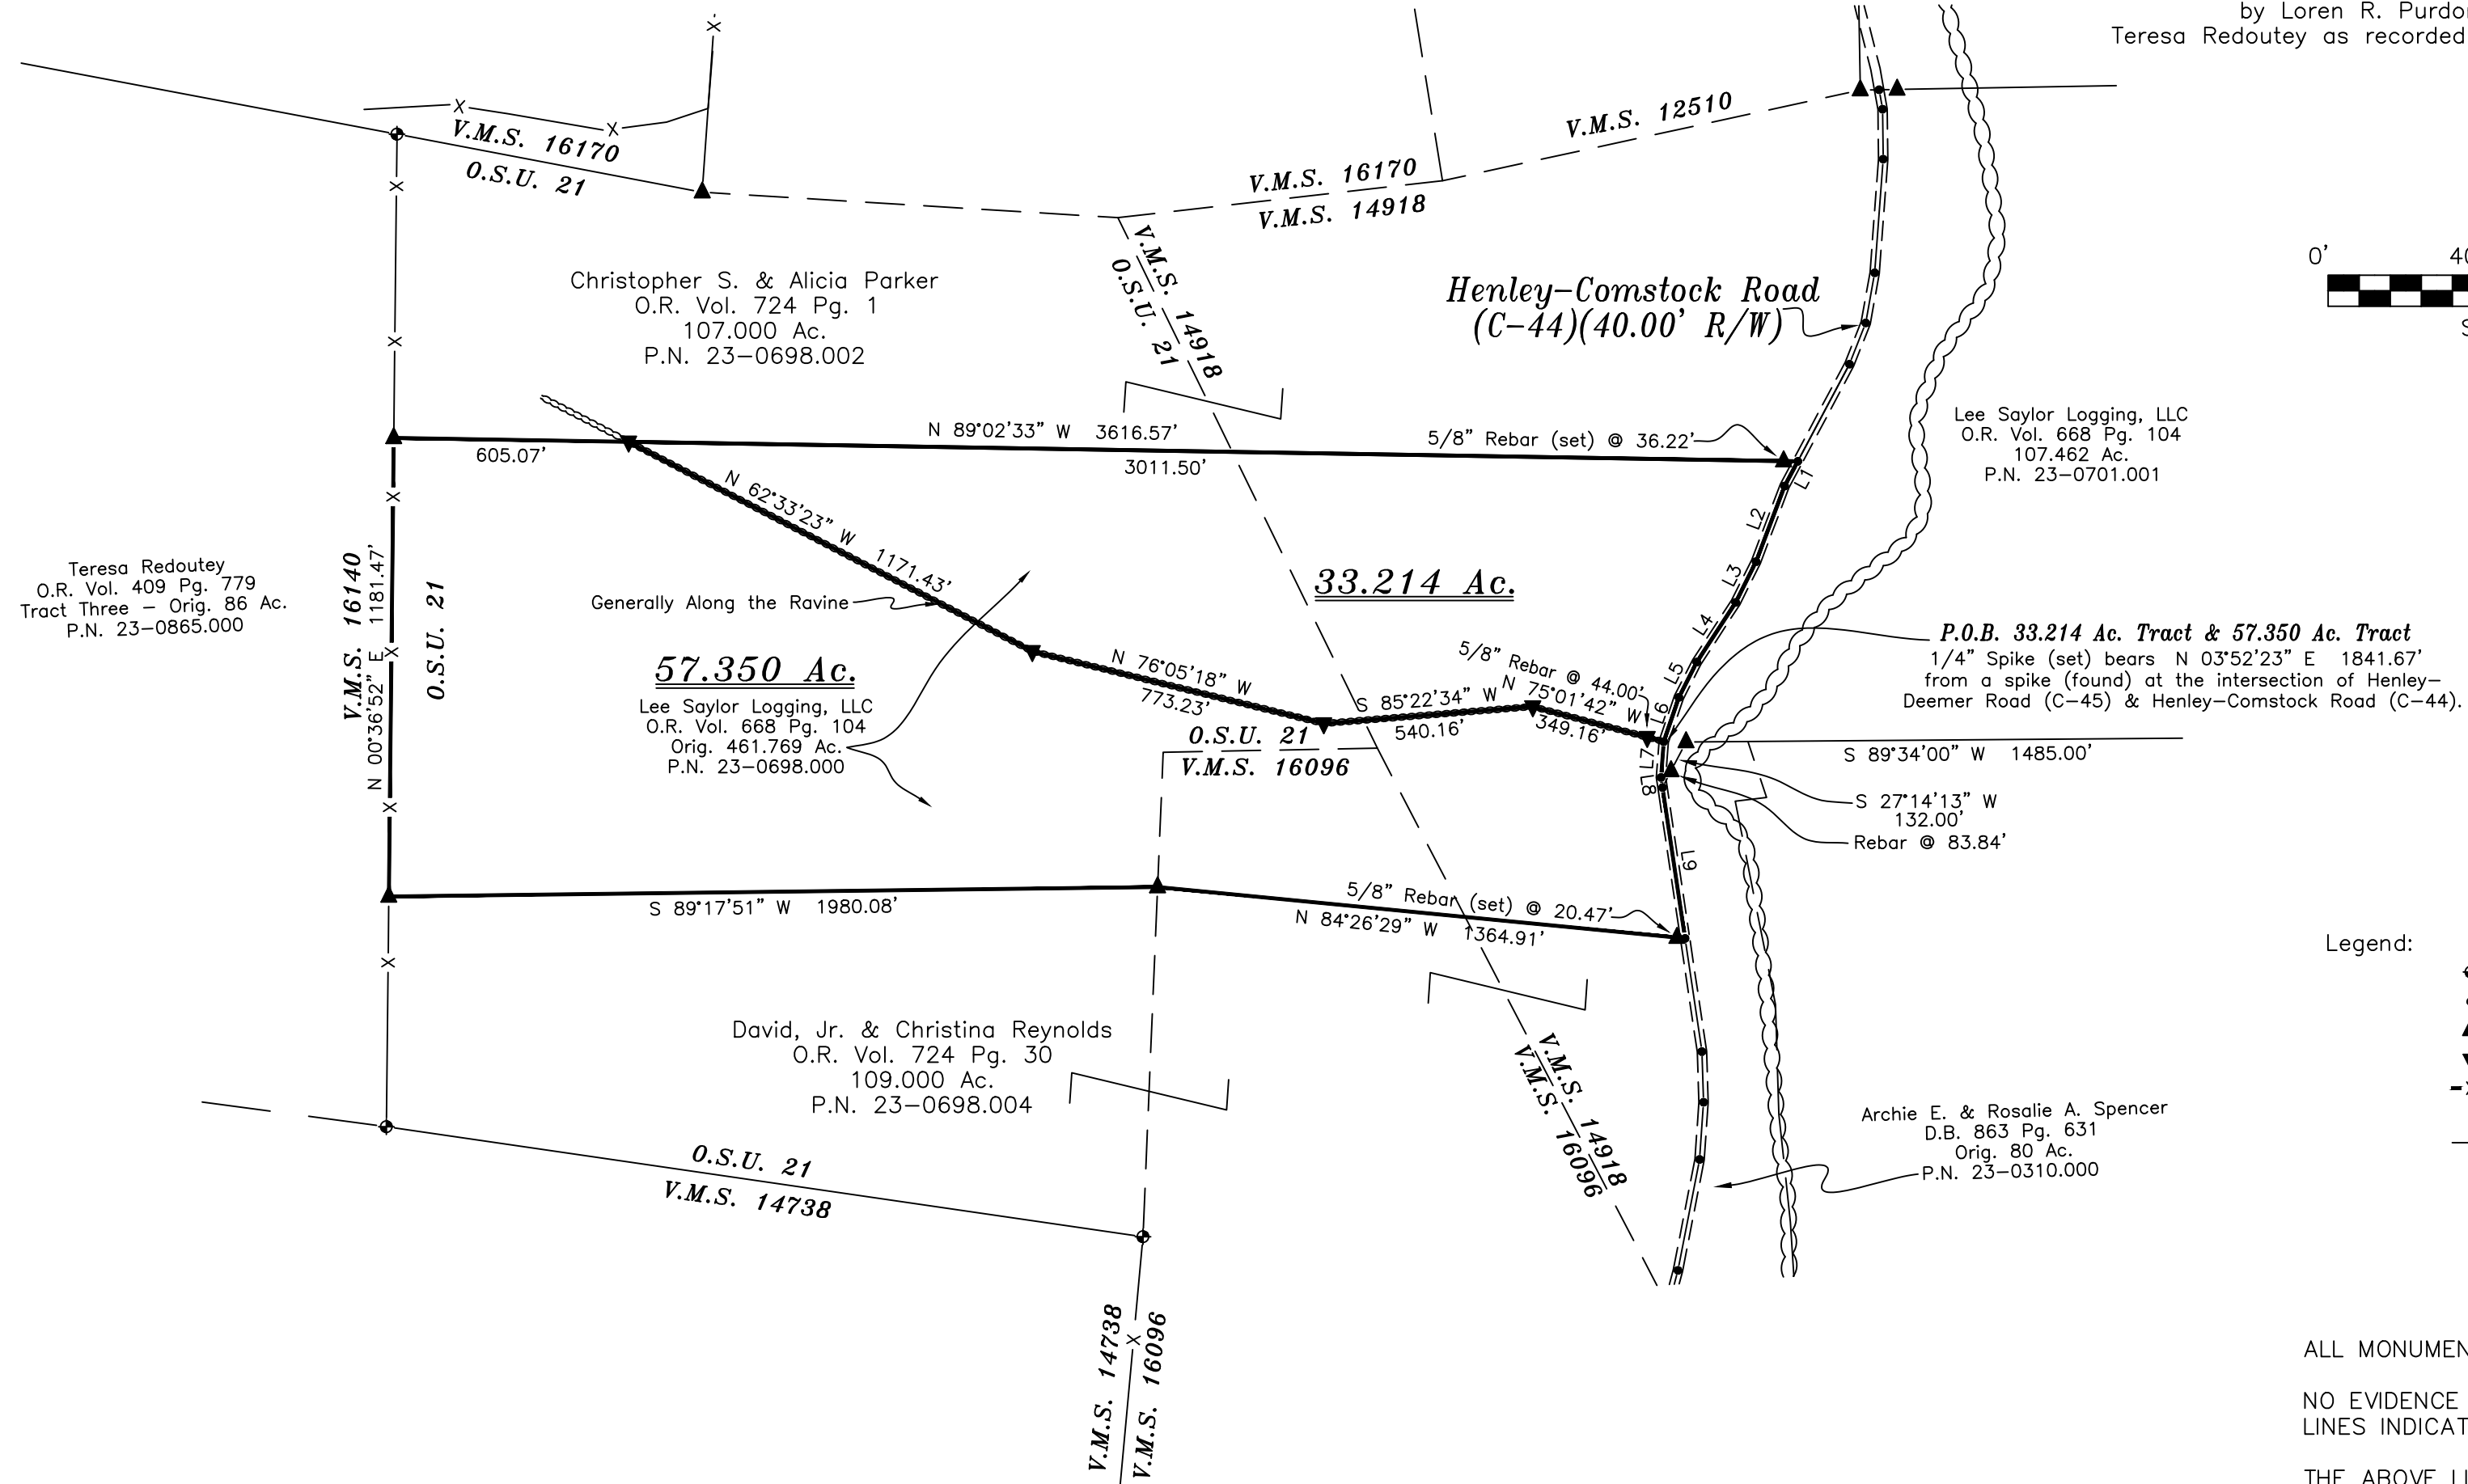 by Loren R. Purdo
Teresa Redoutey as recorded
X
X
X
V.M.S. 16170
O.S.U. 21
V.M.S. 12510
V.M.S. 16170
V.M.S. 14918
X
X
V.M.S. 14918
O.S.U. 21
Christopher S. & Alicia Parker
O.R. Vol. 724 Pg. 1
107.000 Ac.
P.N. 23-0698.002
Henley-Comstock Road
(C-44)(40.00' R/W)
0'
40
Lee Saylor Logging, LLC
O.R. Vol. 668 Pg. 104
107.462 Ac.
P.N. 23-0701.001
N 89°02'33" W 3616.57'
5/8" Rebar (set) @ 36.22'
605.07'
3011.50'
N 62°33'23" W 1171.43'
Generally Along the Ravine
L1
L2
L3
L4
L5
L6
L7
L8
L9
33.214 Ac.
Teresa Redoutey
O.R. Vol. 409 Pg. 779
Tract Three - Orig. 86 Ac.
P.N. 23-0865.000
X
X
X
V.M.S. 16140
N 00°36'52" E 1181.47'
O.S.U. 21
57.350 Ac.
Lee Saylor Logging, LLC
O.R. Vol. 668 Pg. 104
Orig. 461.769 Ac.
P.N. 23-0698.000
N 76°05'18" W
773.23'
S 85°22'34" W
540.16'
5/8" Rebar @ 44.00'
N 75°01'42" W
349.16'
O.S.U. 21
V.M.S. 16096
P.O.B. 33.214 Ac. Tract & 57.350 Ac. Tract
1/4" Spike (set) bears N 03°52'23" E 1841.67'
from a spike (found) at the intersection of Henley-
Deemer Road (C-45) & Henley-Comstock Road (C-44).
S 89°34'00" W 1485.00'
S 27°14'13" W
132.00'
Rebar @ 83.84'
S 89°17'51" W 1980.08'
5/8" Rebar (set) @ 20.47'
N 84°26'29" W 1364.91'
X
Legend:
David, Jr. & Christina Reynolds
O.R. Vol. 724 Pg. 30
109.000 Ac.
P.N. 23-0698.004
V.M.S. 14918
V.M.S. 16096
Archie E. & Rosalie A. Spencer
D.B. 863 Pg. 631
Orig. 80 Ac.
P.N. 23-0310.000
O.S.U. 21
V.M.S. 14738
V.M.S. 14738
X
V.M.S. 16096
ALL MONUMEN
NO EVIDENCE
LINES INDICAT
THE ABOVE LI